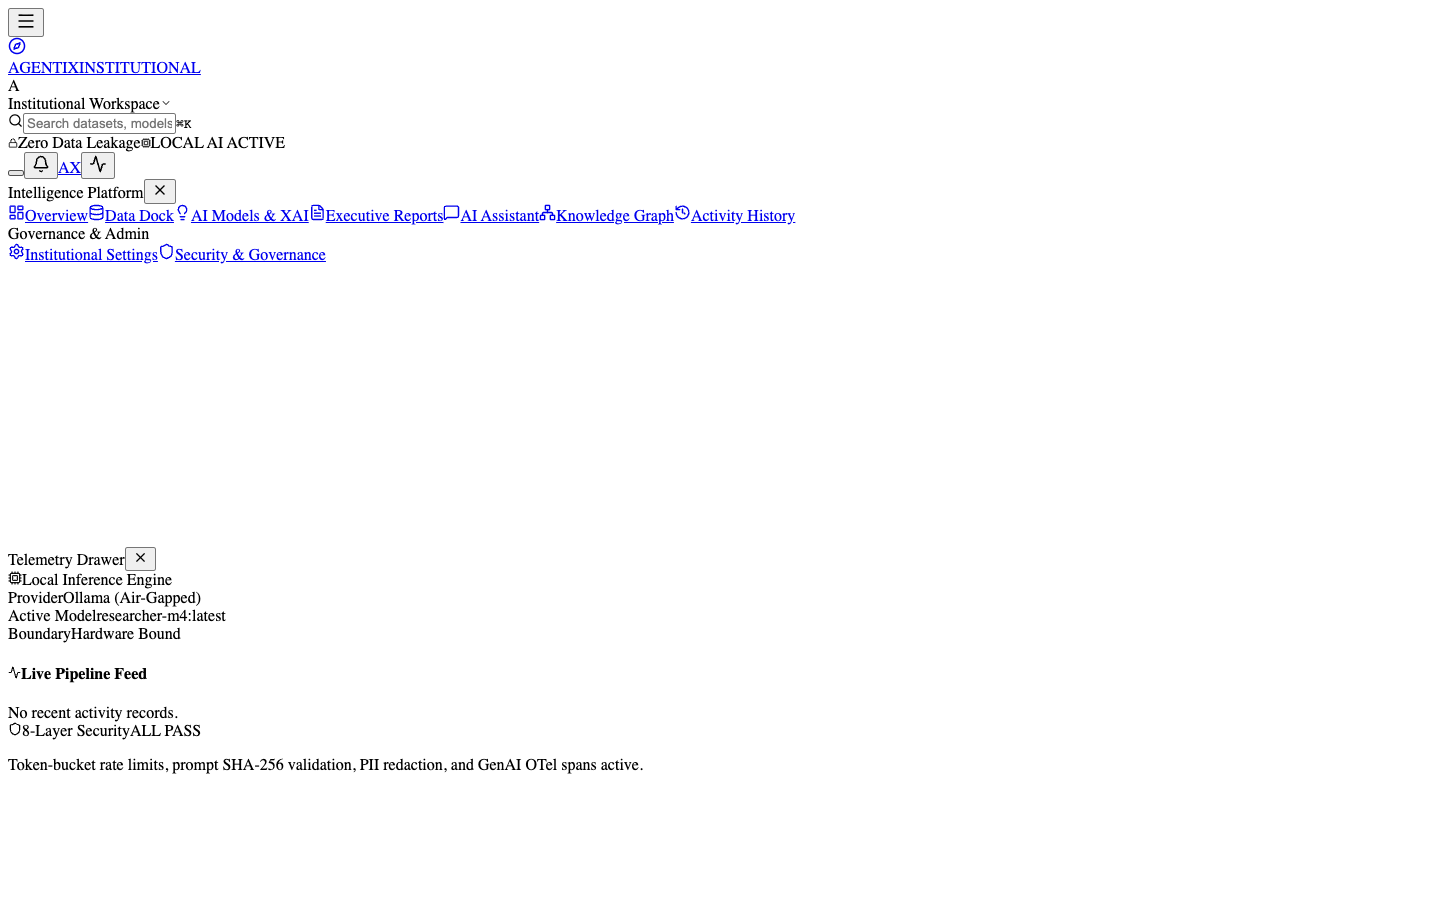 AGENTIXINSTITUTIONAL
A
Institutional Workspace
Search datasets, models ⌘K
Zero Data Leakage LOCAL AI ACTIVE
AX
Intelligence Platform
Overview Data Dock AI Models & XAI Executive Reports AI Assistant Knowledge Graph Activity History
Governance & Admin
Institutional Settings Security & Governance
Telemetry Drawer
Local Inference Engine
ProviderOllama (Air-Gapped)
Active Modelresearcher-m4:latest
BoundaryHardware Bound
Live Pipeline Feed
No recent activity records.
8-Layer SecurityALL PASS
Token-bucket rate limits, prompt SHA-256 validation, PII redaction, and GenAI OTel spans active.